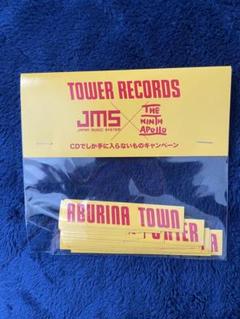 TOWER RECORDS
JMS
JAPAN MUSIC SYSTEM
THE
NINTH
APOLLO
CDでしか手に入らないものキャンペーン
ABURINA TOWN